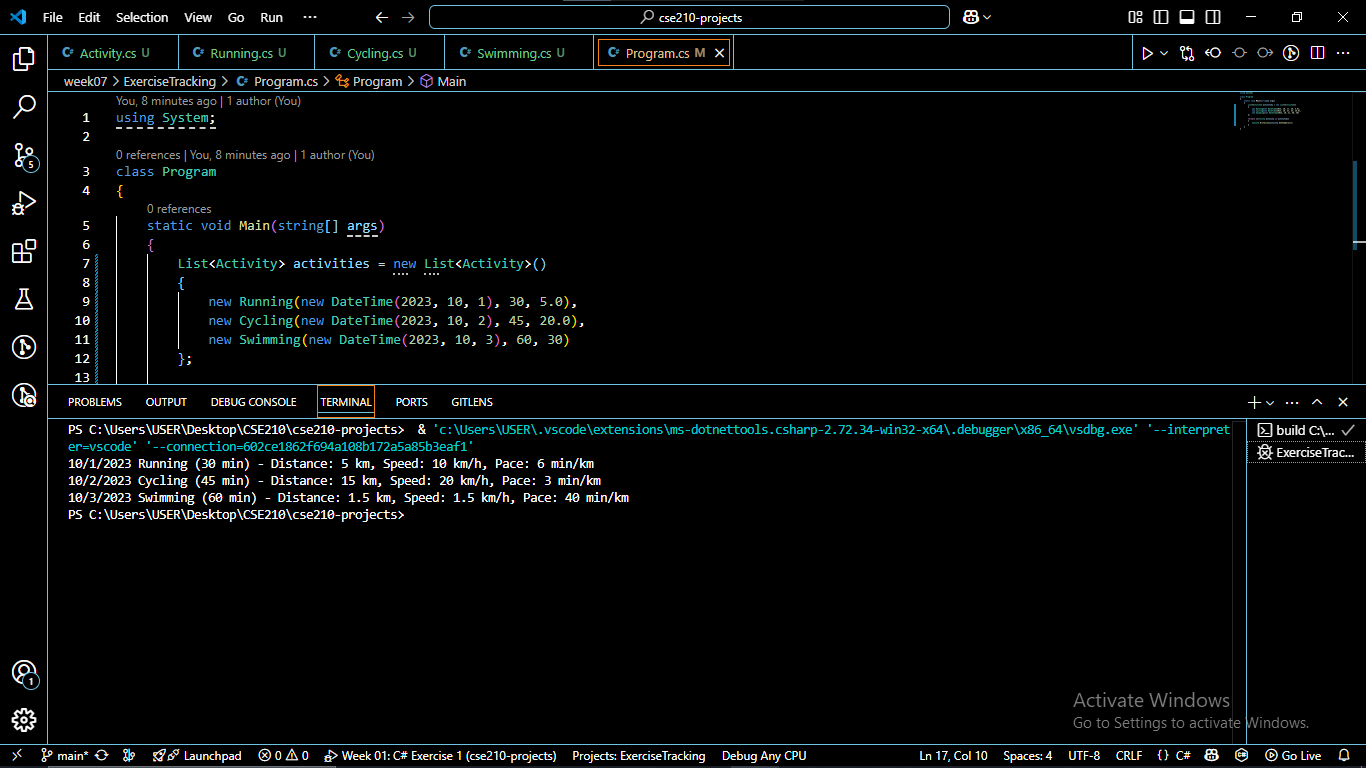 File Edit Selection View Go Run ··· cse210-projects
Activity.cs U Running.cs U Cycling.cs U Swimming.cs U Program.cs M
week07 > ExerciseTracking > Program.cs > Program > Main
You, 8 minutes ago | 1 author (You)
1 using System;
2
0 references | You, 8 minutes ago | 1 author (You)
3 class Program
4 {
0 references
5 static void Main(string[] args)
6 {
7 List<Activity> activities = new List<Activity>()
8 {
9 new Running(new DateTime(2023, 10, 1), 30, 5.0),
10 new Cycling(new DateTime(2023, 10, 2), 45, 20.0),
11 new Swimming(new DateTime(2023, 10, 3), 60, 30)
12 };
13
PROBLEMS OUTPUT DEBUG CONSOLE TERMINAL PORTS GITLENS
PS C:\Users\USER\Desktop\CSE210\cse210-projects> & 'c:\Users\USER\.vscode\extensions\ms-dotnettools.csharp-2.72.34-win32-x64\.debugger\x86_64\vsdbg.exe' '--interpret
er=vscode' '--connection=602ce1862f694a108b172a5a85b3eaf1'
10/1/2023 Running (30 min) - Distance: 5 km, Speed: 10 km/h, Pace: 6 min/km
10/2/2023 Cycling (45 min) - Distance: 15 km, Speed: 20 km/h, Pace: 3 min/km
10/3/2023 Swimming (60 min) - Distance: 1.5 km, Speed: 1.5 km/h, Pace: 40 min/km
PS C:\Users\USER\Desktop\CSE210\cse210-projects>
build C:\...
ExerciseTrac...
5
1
Activate Windows
Go to Settings to activate Windows.
main* Launchpad 0 0 Week 01: C# Exercise 1 (cse210-projects) Projects: ExerciseTracking Debug Any CPU Ln 17, Col 10 Spaces: 4 UTF-8 CRLF {} C# Go Live